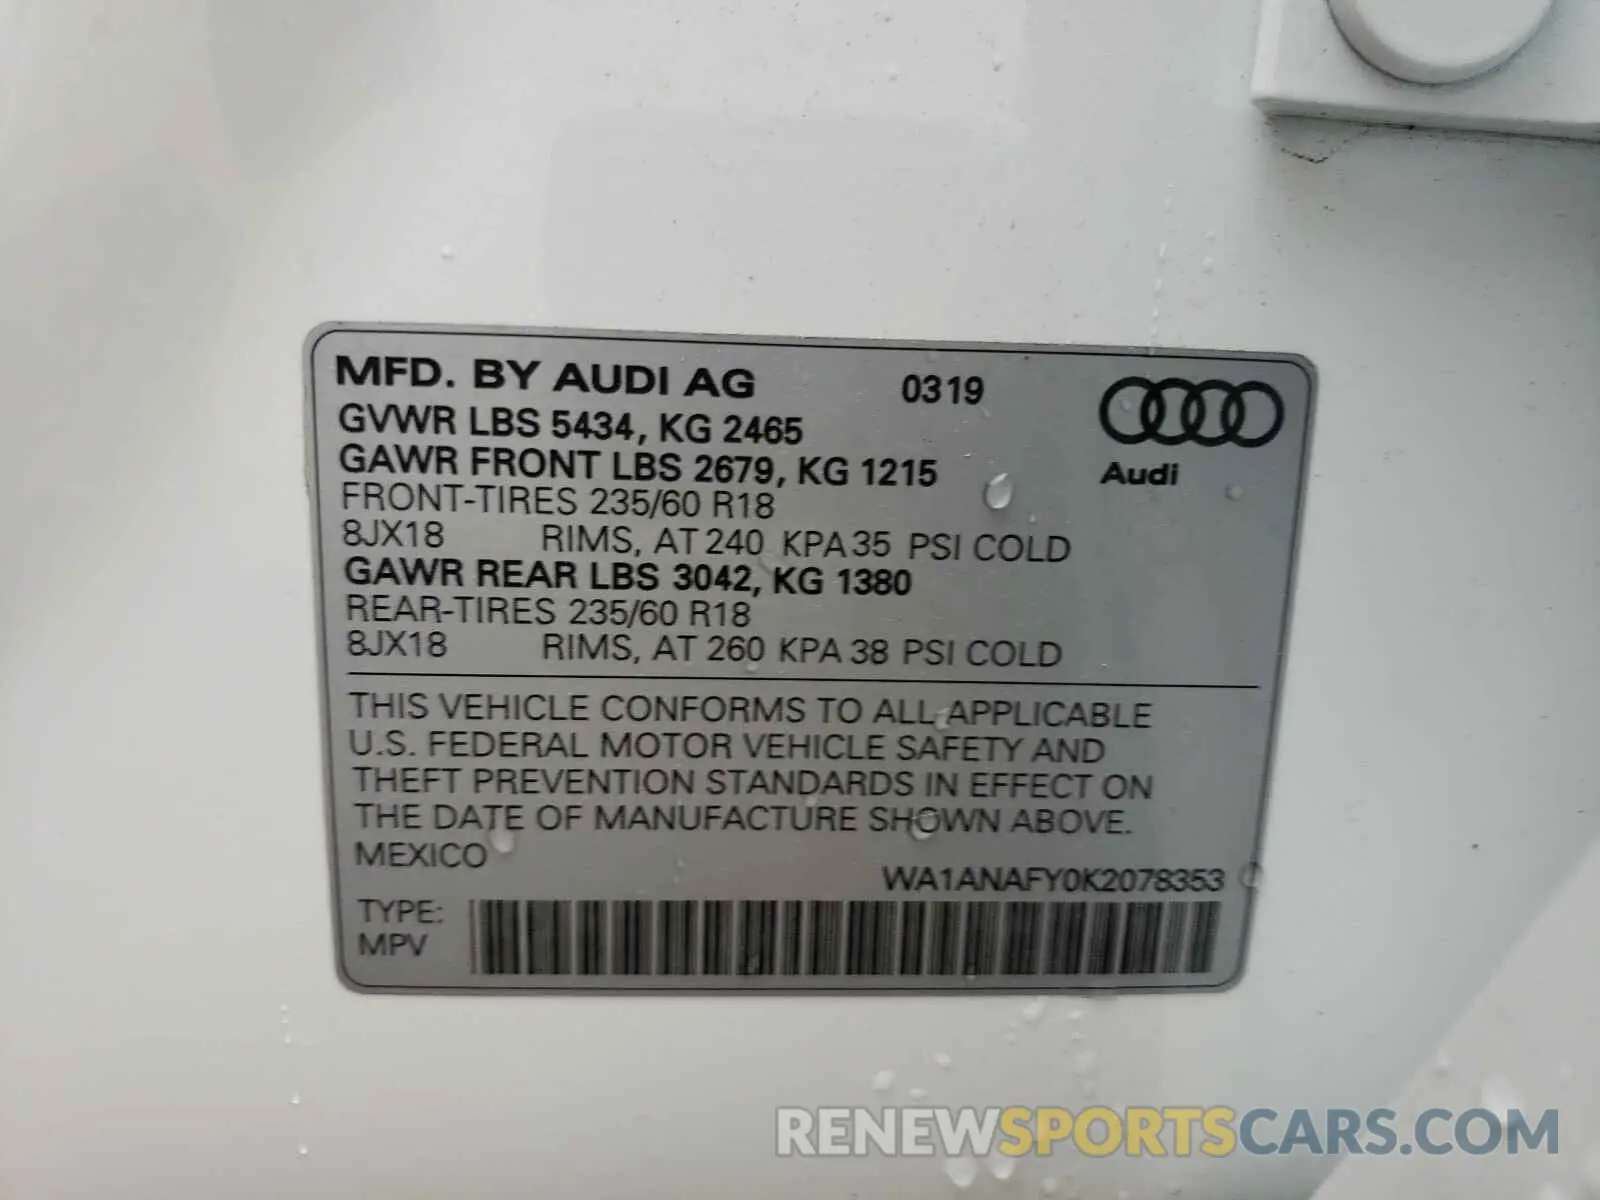 MFD. BY AUDI AG 0319
GVWR LBS 5434, KG 2465
GAWR FRONT LBS 2679, KG 1215
Audi
FRONT-TIRES 235/60 R18
8JX18 RIMS, AT 240 KPA 35 PSI COLD
GAWR REAR LBS 3042, KG 1380
REAR-TIRES 235/60 R18
8JX18 RIMS, AT 260 KPA 38 PSI COLD
THIS VEHICLE CONFORMS TO ALL APPLICABLE
U.S. FEDERAL MOTOR VEHICLE SAFETY AND
THEFT PREVENTION STANDARDS IN EFFECT ON
THE DATE OF MANUFACTURE SHOWN ABOVE.
MEXICO
WA1ANAFY0K2078353
TYPE:
MPV
RENEWSPORTSCARS.COM